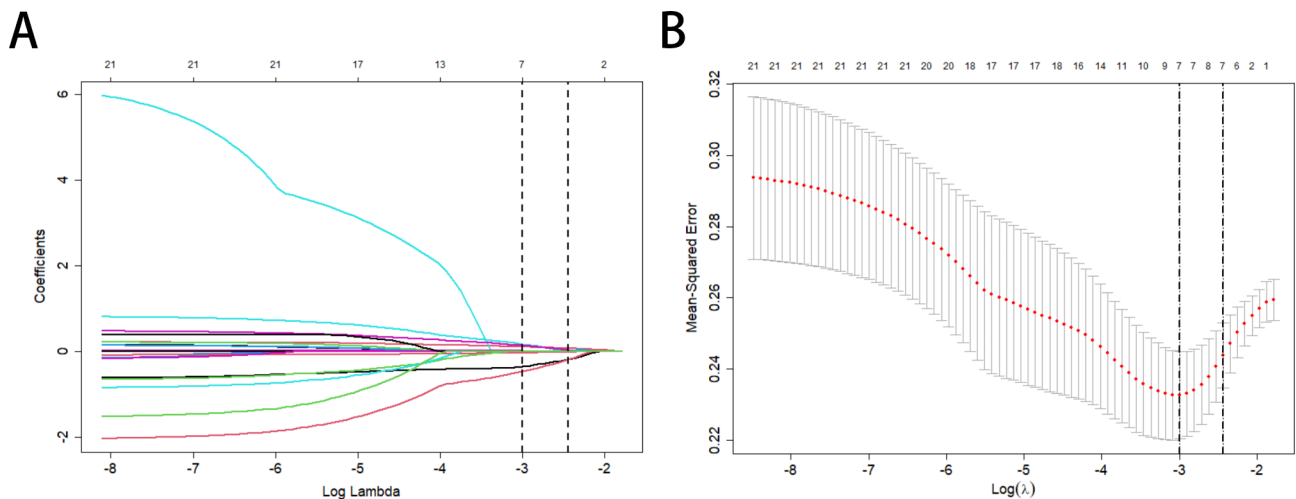 A
21 21 21 17 13 7 2
6
4
2
0
-2
Coefficients
-8 -7 -6 -5 -4 -3 -2
Log Lambda
B
21 21 21 21 21 21 21 21 20 20 18 17 17 17 18 16 14 11 10 9 7 7 8 7 6 2 1
0.32
0.30
0.28
0.26
0.24
0.22
Mean-Squared Error
-8 -7 -6 -5 -4 -3 -2
Log(λ)